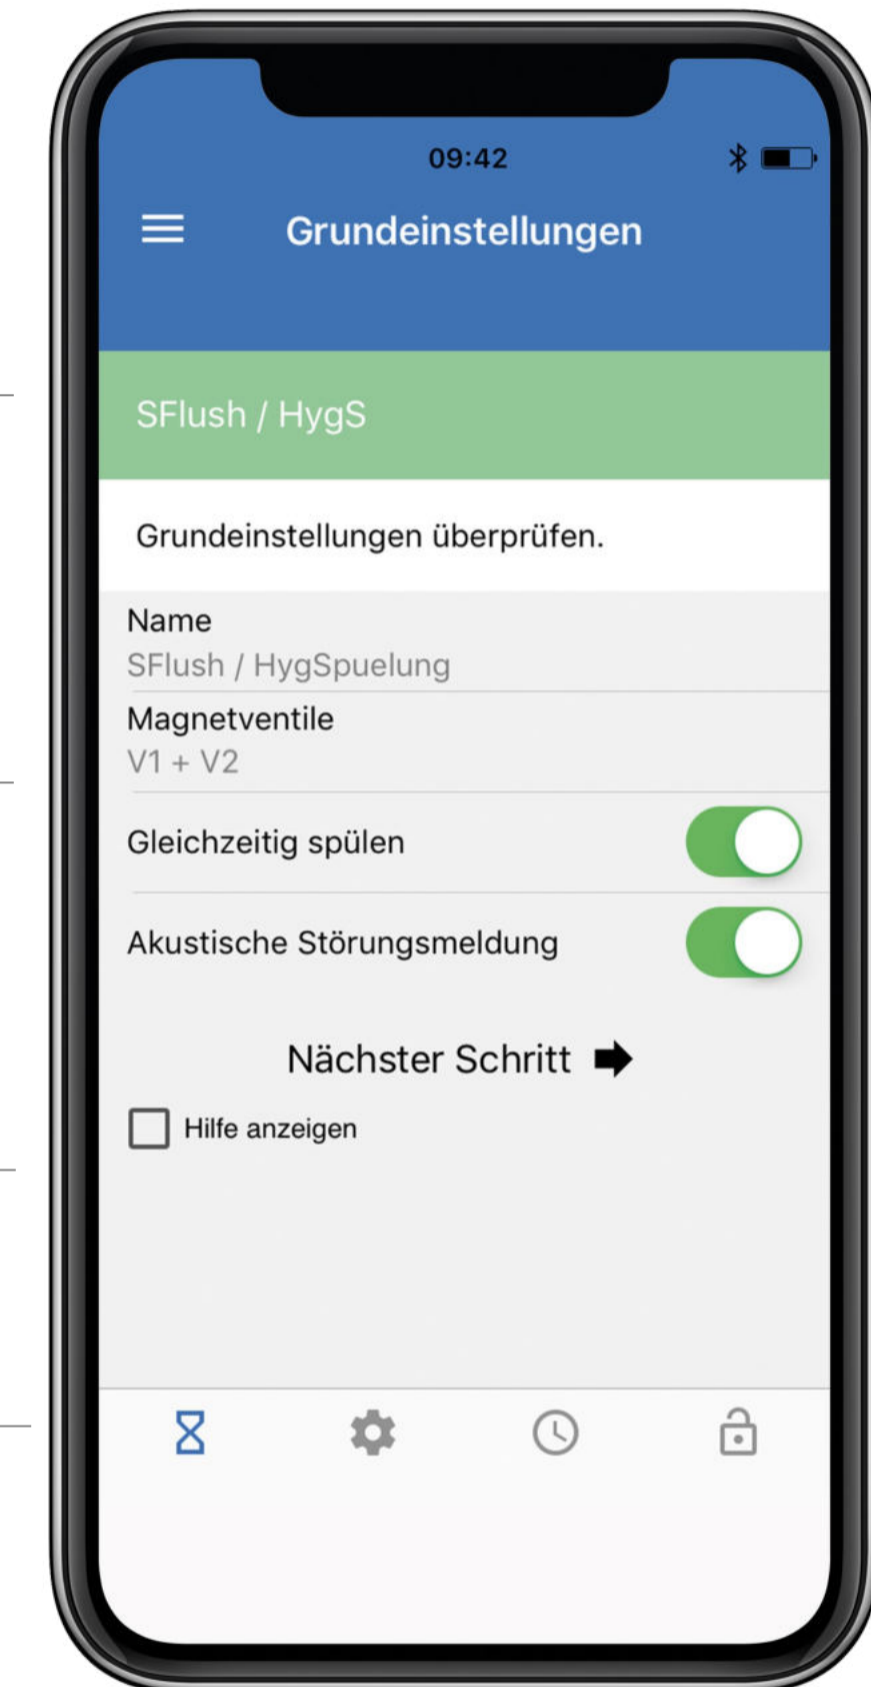 09:42
Grundeinstellungen
SFlush / HygS
Grundeinstellungen überprüfen.
Name
SFlush / HygSpuelung
Magnetventile
V1 + V2
Gleichzeitig spülen
Akustische Störungsmeldung
Nächster Schritt
Hilfe anzeigen